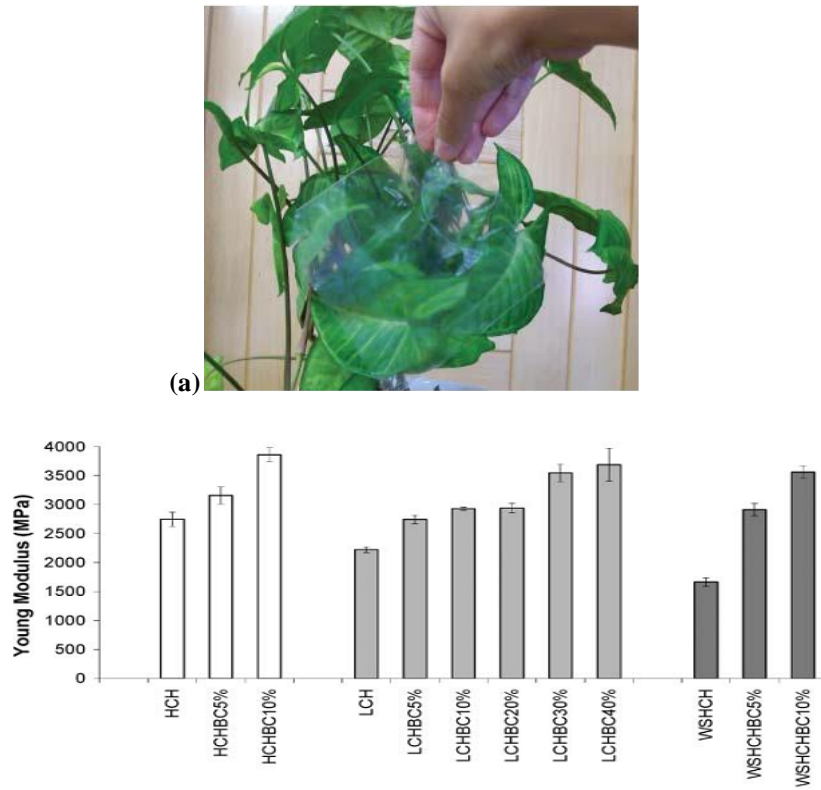 (a)
4000
3500
3000
2500
2000
1500
1000
500
0
Young Modulus (MPa)
HCH
HCHBC5%
HCHBC10%
LCH
LCHBC5%
LCHBC10%
LCHBC20%
LCHBC30%
LCHBC40%
WSHCH
WSHCHBC5%
WSHCHBC10%